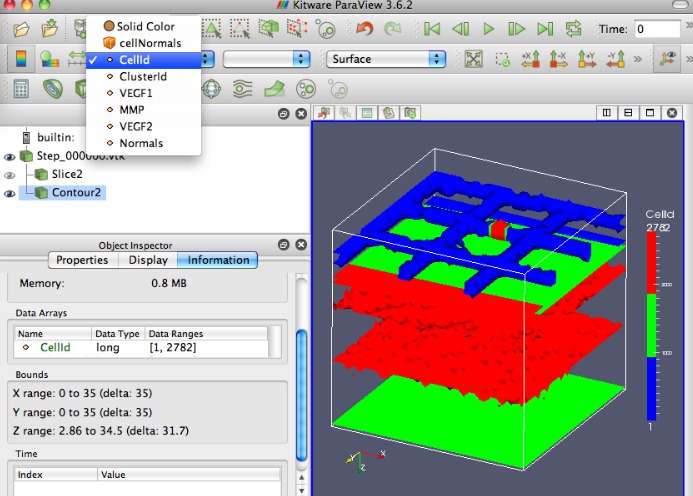 Kitware ParaView 3.6.2
Time: 0
Solid Color
cellNormals
CellId
ClusterId
VEGF1
MMP
VEGF2
Normals
Surface
builtin:
Step_000000.vtk
Slice2
Contour2
Object Inspector
Properties Display Information
Memory: 0.8 MB
Data Arrays
Name Data Type Data Ranges
CellId long [1, 2782]
Bounds
X range: 0 to 35 (delta: 35)
Y range: 0 to 35 (delta: 35)
Z range: 2.86 to 34.5 (delta: 31.7)
Time
Index Value
CellId
2782
1
X
Y
Z